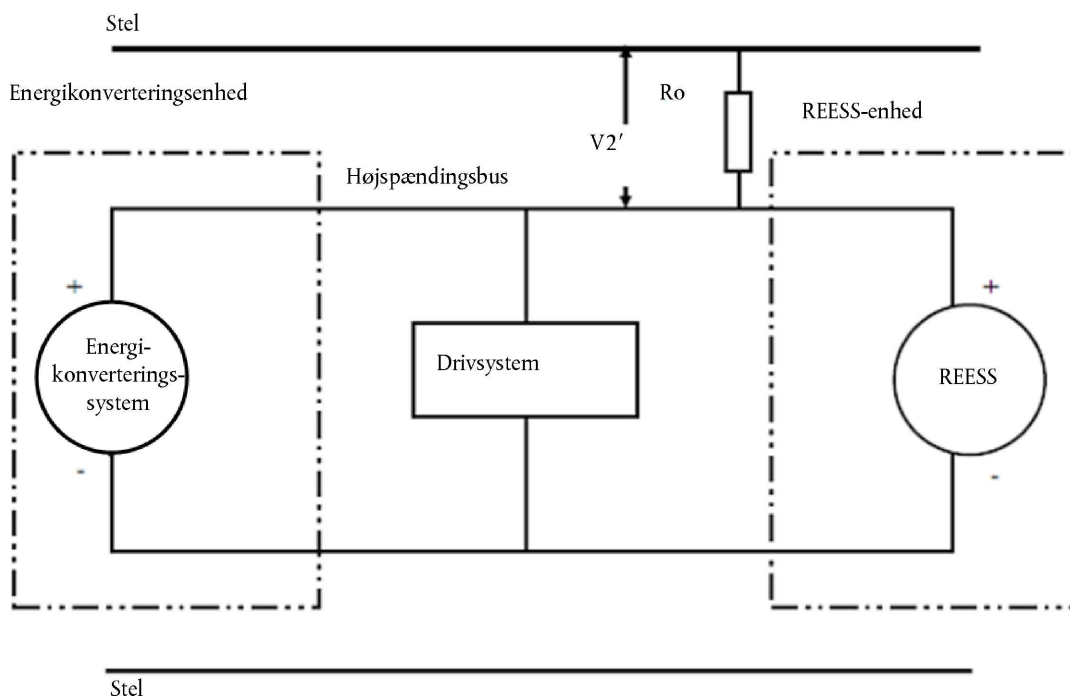 Stel
Energikonverteringsenhed
Ro
REESS-enhed
V2′
Højspændingsbus
+
+
Energi-
konverterings-
system
Drivsystem
REESS
-
-
Stel